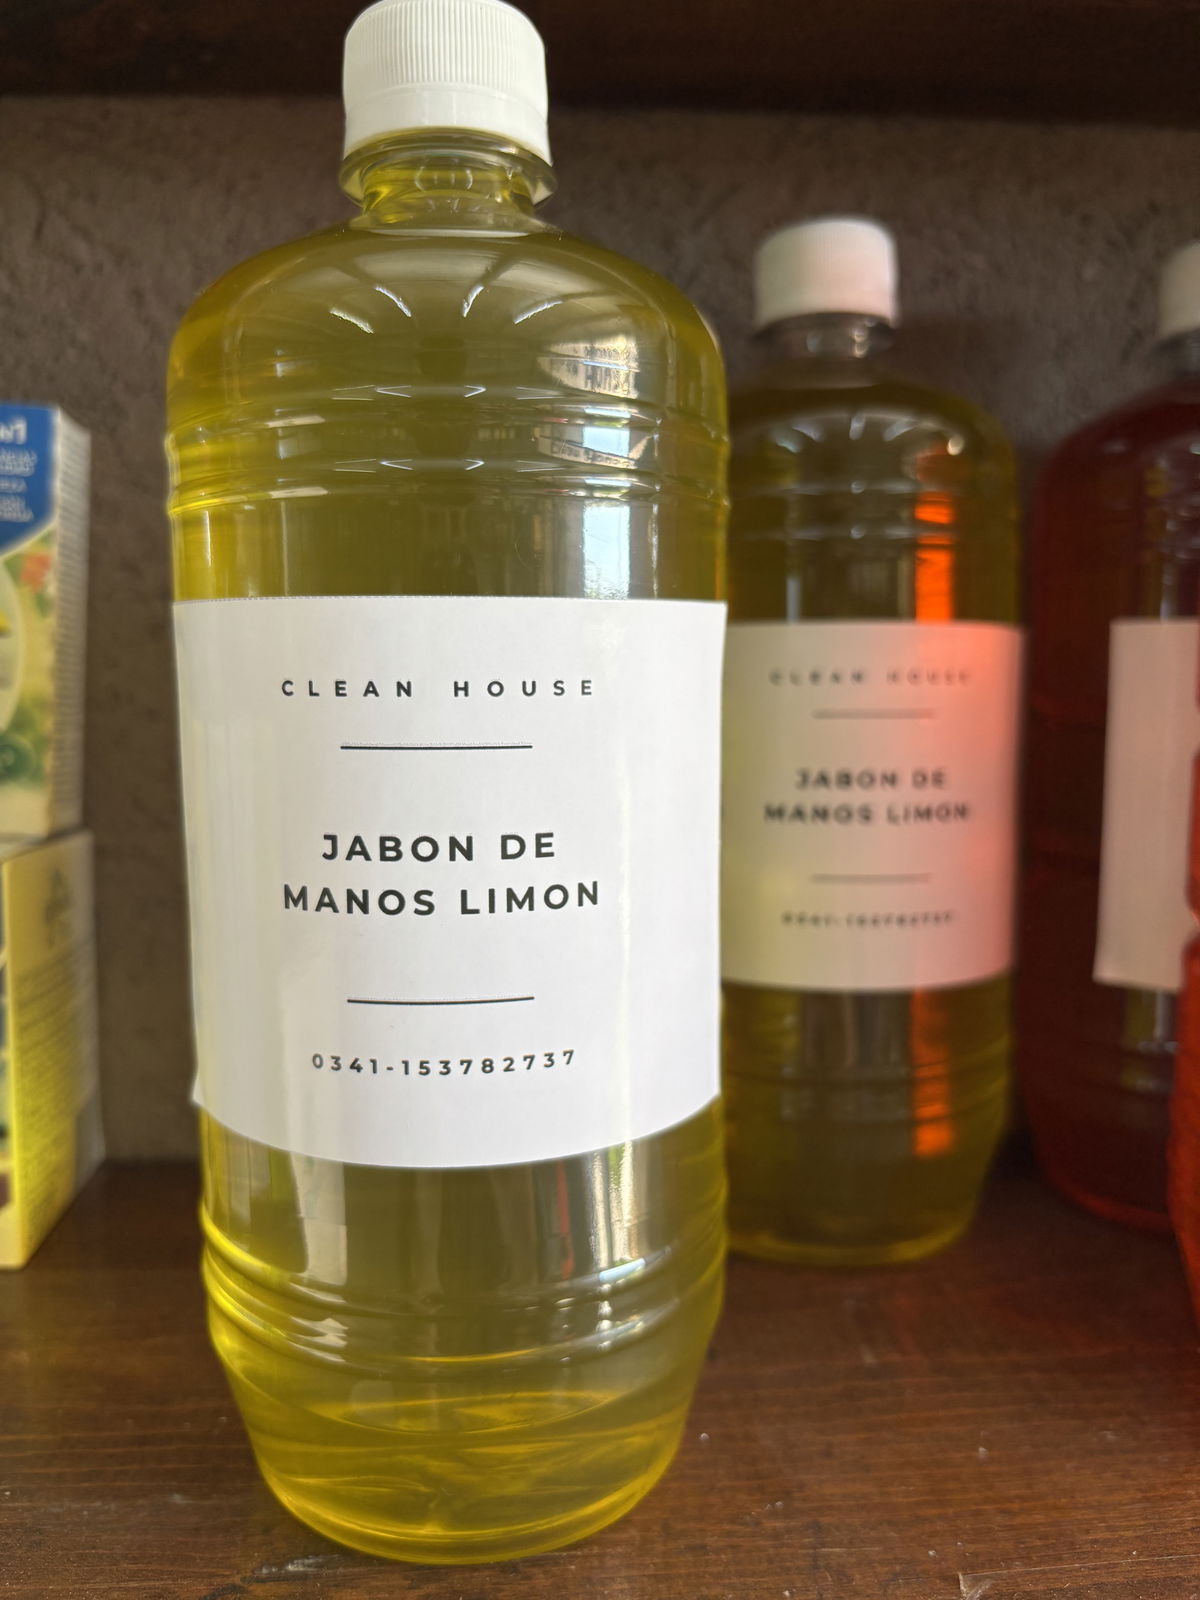 CLEAN HOUSE
JABON DE
MANOS LIMON
0341-153782737
CLEAN HOUSE
JABON DE
MANOS LIMON